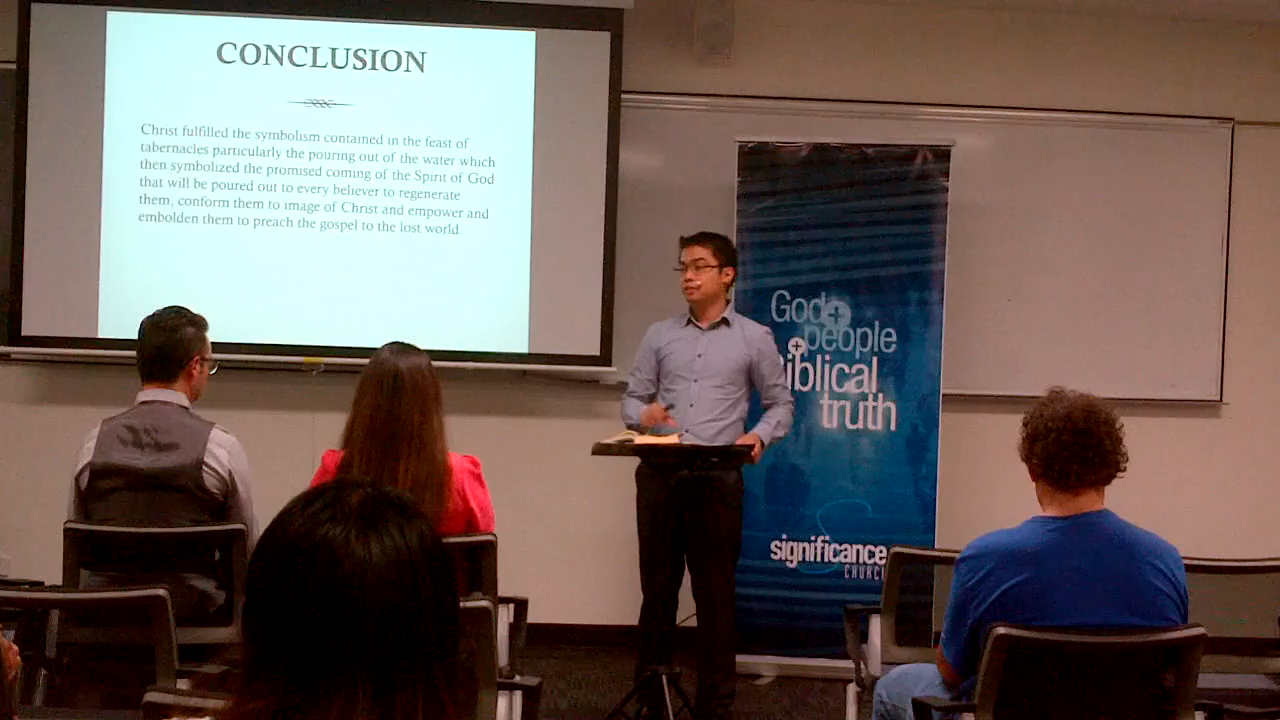 CONCLUSION
Christ fulfilled the symbolism contained in the feast of
tabernacles particularly the pouring out of the water which
then symbolized the promised coming of the Spirit of God
that will be poured out to every believer to regenerate
them, conform them to image of Christ and empower and
embolden them to preach the gospel to the lost world
God+
+people
Biblical
truth
significance
CHURCH